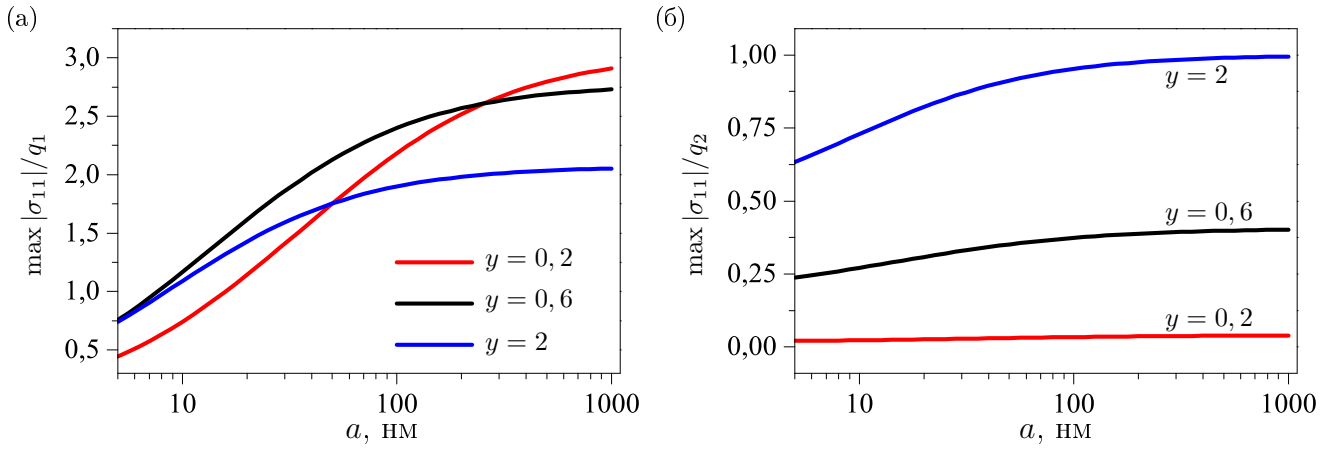 (а)
max |σ₁₁|/q₁
3,0
2,5
2,0
1,5
1,0
0,5
y = 0, 2
y = 0, 6
y = 2
10
100
1000
a, нм
(б)
max |σ₁₁|/q₂
1,00
0,75
0,50
0,25
0,00
y = 2
y = 0, 6
y = 0, 2
10
100
1000
a, нм